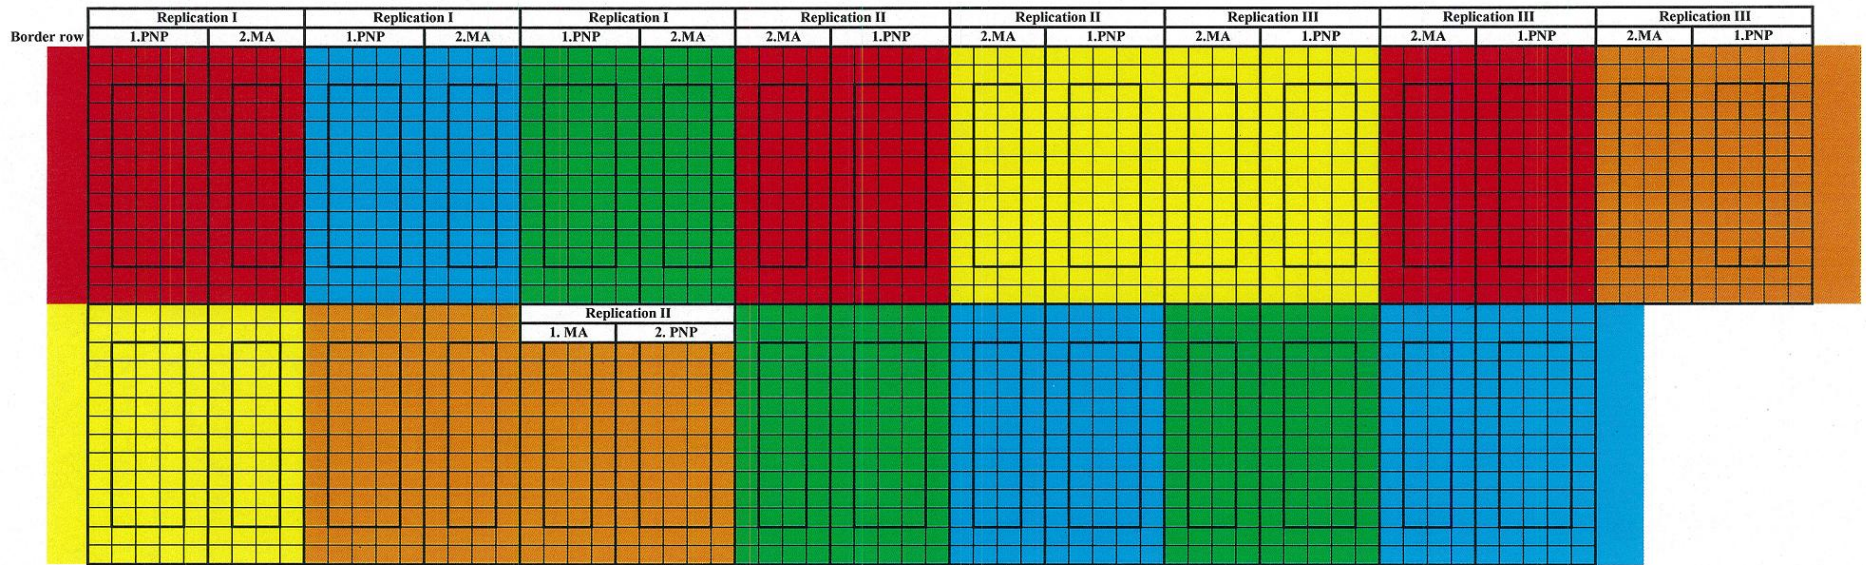 Replication I Replication I Replication I Replication II Replication II Replication III Replication III Replication III
Border row 1.PNP 2.MA 1.PNP 2.MA 1.PNP 2.MA 2.MA 1.PNP 2.MA 1.PNP 2.MA 1.PNP 2.MA 1.PNP 2.MA 1.PNP
Replication II
1. MA 2. PNP